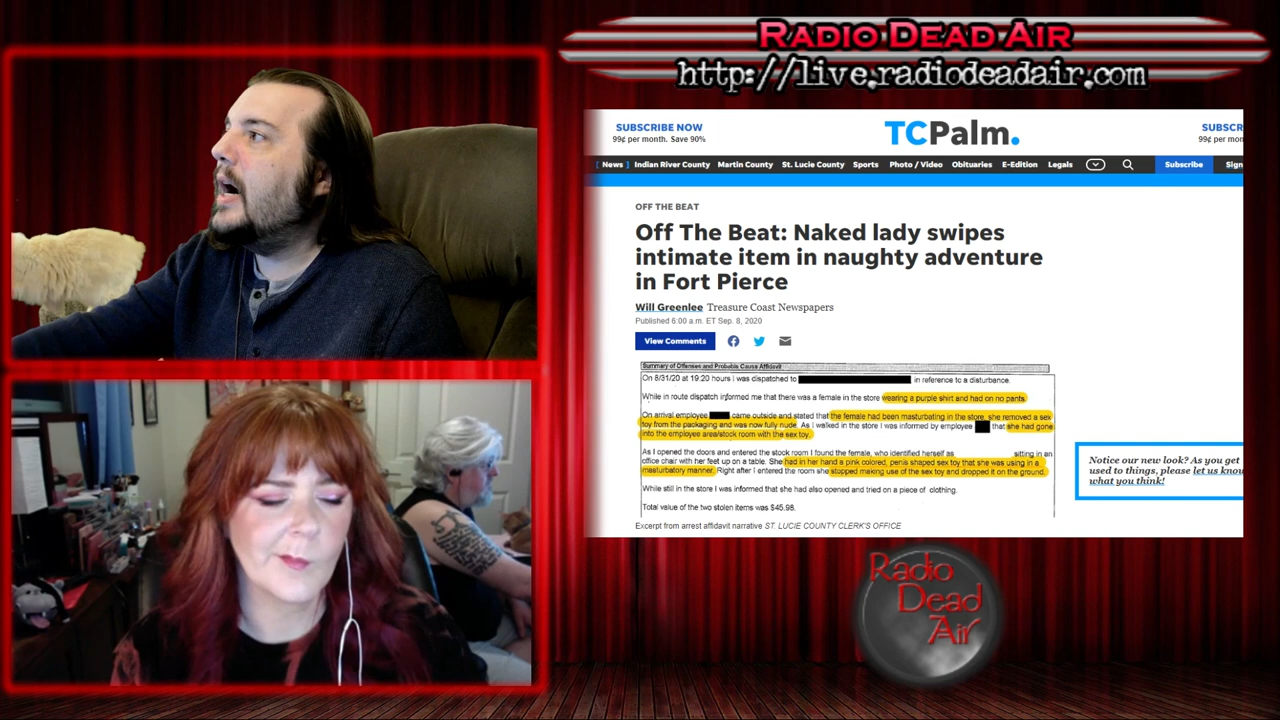 RADIO DEAD AIR
http://live.radiodeadair.com
SUBSCRIBE NOW
99¢ per month. Save 90%
TCPalm.
SUBSCR
99¢ per mon
[ News ] Indian River County Martin County St. Lucie County Sports Photo / Video Obituaries E-Edition Legals Subscribe Sign
OFF THE BEAT
Off The Beat: Naked lady swipes
intimate item in naughty adventure
in Fort Pierce
Will Greenlee Treasure Coast Newspapers
Published 6:00 a.m. ET Sep. 8, 2020
View Comments
Summary of Offenses and Probable Cause Affidavit
On 8/31/20 at 19:20 hours I was dispatched to in reference to a disturbance.
While in route dispatch informed me that there was a female in the store wearing a purple shirt and had on no pants.
On arrival employee came outside and stated that the female had been masturbating in the store, she removed a sex
toy from the packaging and was now fully nude. As I walked in the store I was informed by employee that she had gone
into the employee area/stock room with the sex toy.
As I opened the doors and entered the stock room I found the female, who identified herself as sitting in an
office chair with her feet up on a table. She had in her hand a pink colored, penis shaped sex toy that she was using in a
masturbatory manner. Right after I entered the room she stopped making use of the sex toy and dropped it on the ground.
While still in the store I was informed that she had also opened and tried on a piece of clothing.
Total value of the two stolen items was $45.98.
Excerpt from arrest affidavit narrative ST. LUCIE COUNTY CLERK'S OFFICE
Notice our new look? As you get
used to things, please let us know
what you think!
Radio
Dead
Air